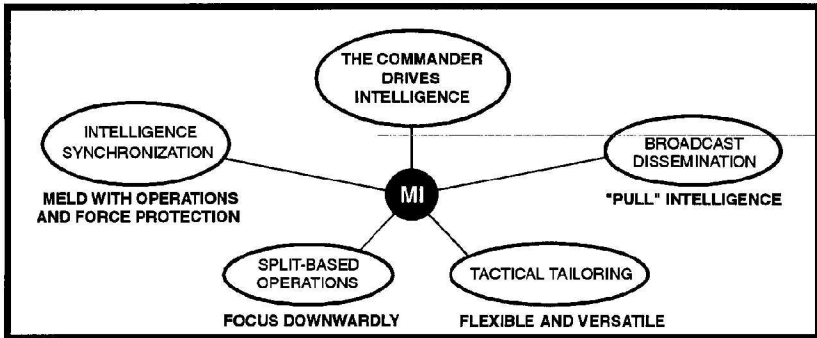 THE COMMANDER
DRIVES
INTELLIGENCE
INTELLIGENCE
SYNCHRONIZATION
MELD WITH OPERATIONS
AND FORCE PROTECTION
BROADCAST
DISSEMINATION
"PULL" INTELLIGENCE
MI
SPLIT-BASED
OPERATIONS
FOCUS DOWNWARDLY
TACTICAL TAILORING
FLEXIBLE AND VERSATILE